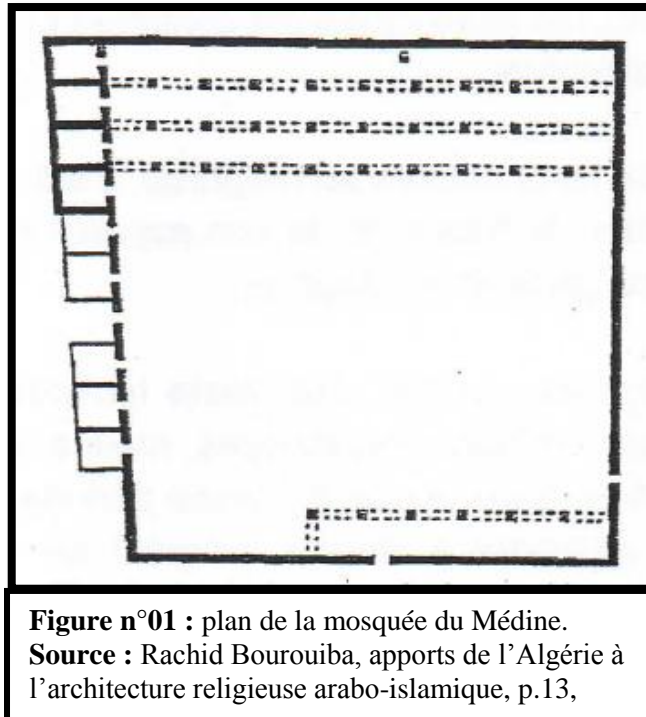 Figure n°01 : plan de la mosquée du Médine.
Source : Rachid Bourouiba, apports de l’Algérie à
l’architecture religieuse arabo-islamique, p.13,